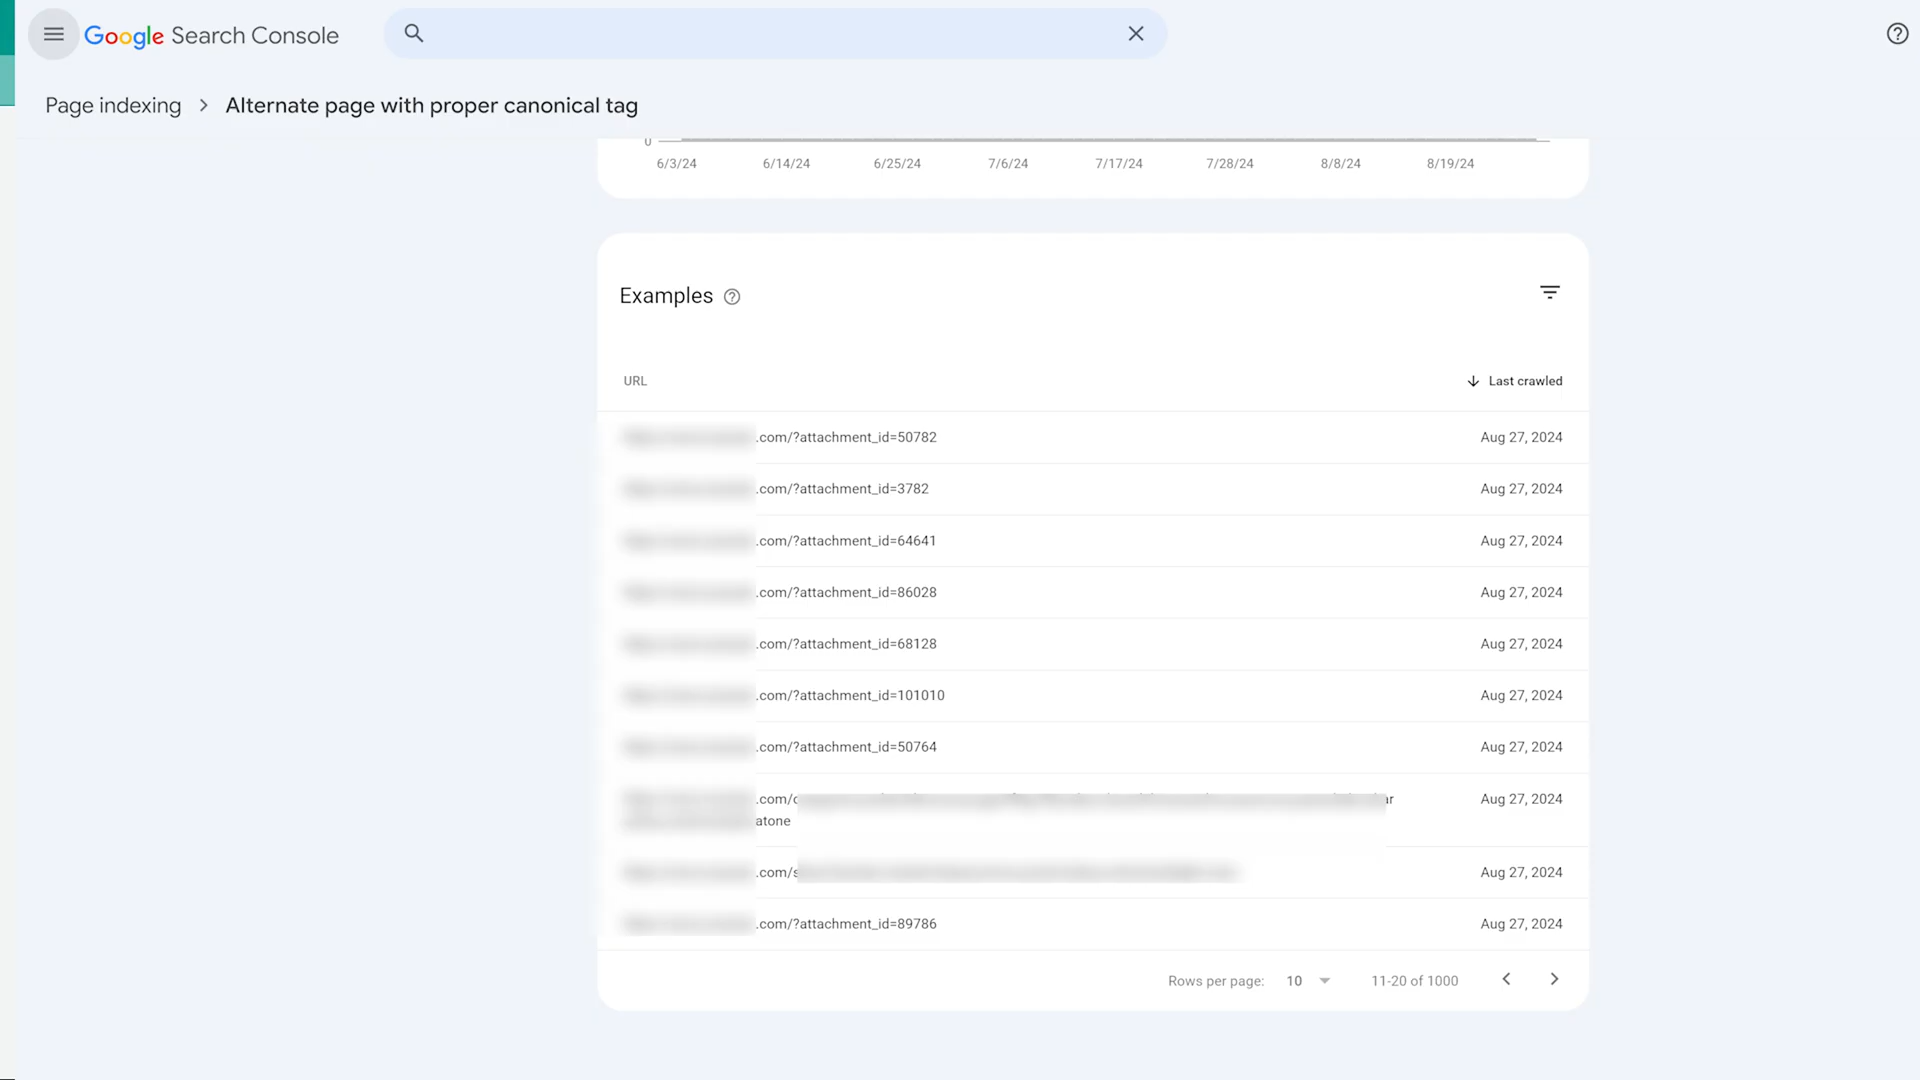 Google Search Console
Page indexing > Alternate page with proper canonical tag
0
6/3/24 6/14/24 6/25/24 7/6/24 7/17/24 7/28/24 8/8/24 8/19/24
Examples
URL Last crawled
.com/?attachment_id=50782 Aug 27, 2024
.com/?attachment_id=3782 Aug 27, 2024
.com/?attachment_id=64641 Aug 27, 2024
.com/?attachment_id=86028 Aug 27, 2024
.com/?attachment_id=68128 Aug 27, 2024
.com/?attachment_id=101010 Aug 27, 2024
.com/?attachment_id=50764 Aug 27, 2024
.com/ ar Aug 27, 2024
atone
.com/s Aug 27, 2024
.com/?attachment_id=89786 Aug 27, 2024
Rows per page: 10 11-20 of 1000